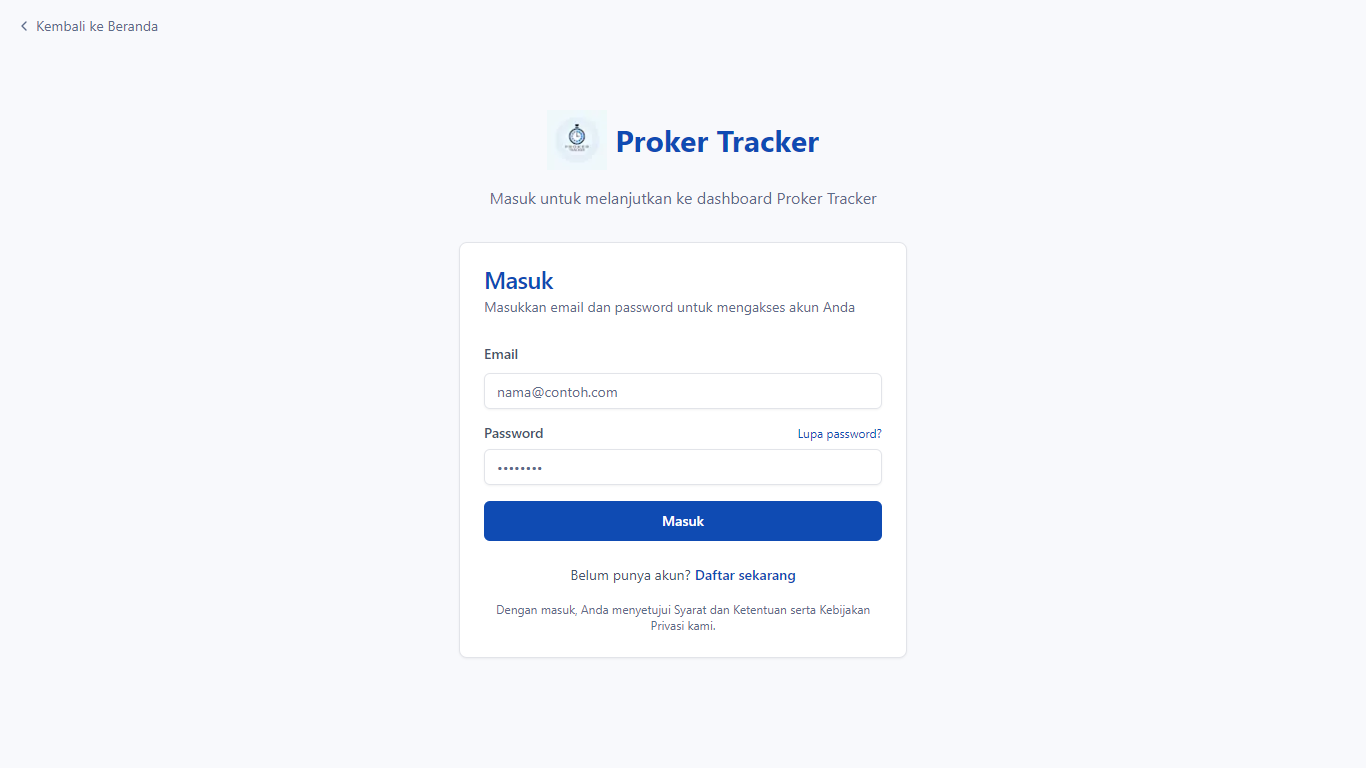 Kembali ke Beranda
Proker Tracker
Masuk untuk melanjutkan ke dashboard Proker Tracker
Masuk
Masukkan email dan password untuk mengakses akun Anda
Email
nama@contoh.com
Password Lupa password?
••••••••
Masuk
Belum punya akun? Daftar sekarang
Dengan masuk, Anda menyetujui Syarat dan Ketentuan serta Kebijakan
Privasi kami.